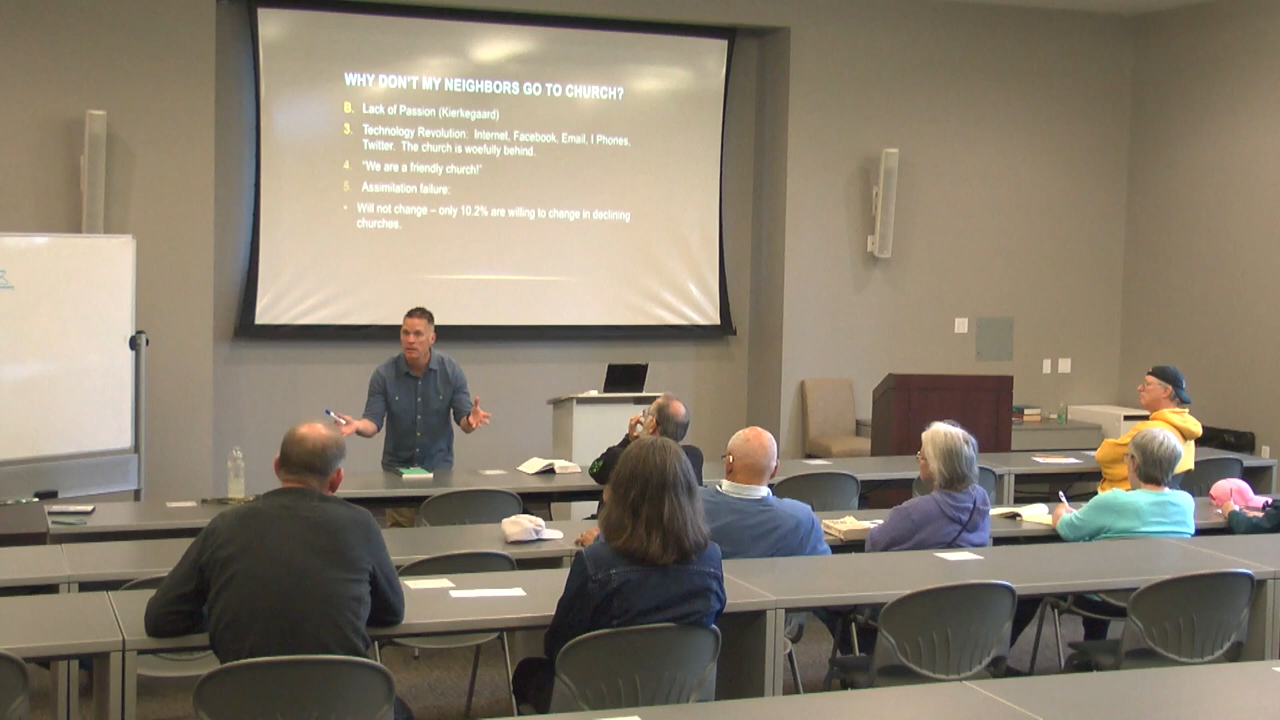 WHY DON'T MY NEIGHBORS GO TO CHURCH?
B. Lack of Passion (Kierkegaard)
3. Technology Revolution: Internet, Facebook, Email, I Phones,
Twitter. The church is woefully behind.
4. "We are a friendly church!"
5. Assimilation failure:
• Will not change – only 10.2% are willing to change in declining
churches.